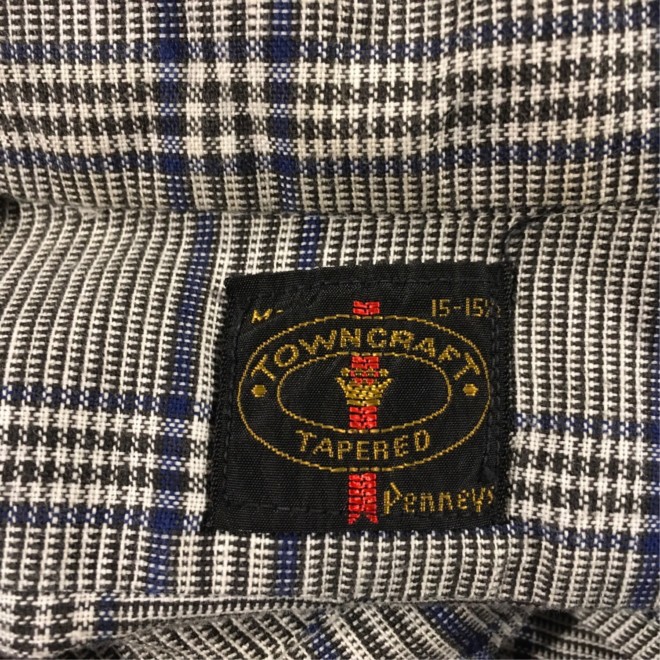 M- 15-15½
TOWNCRAFT
TAPERED
Penneys